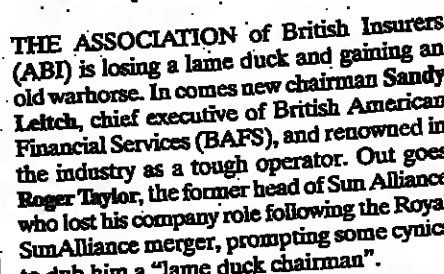 THE ASSOCIATION of British Insurers
(ABI) is losing a lame duck and gaining an
old warhorse. In comes new chairman Sandy
Leitch, chief executive of British American
Financial Services (BAFS), and renowned in
the industry as a tough operator. Out goes
Roger Taylor, the former head of Sun Alliance
who lost his company role following the Royal
SunAlliance merger, prompting some cynics
to dub him a “lame duck chairman”.